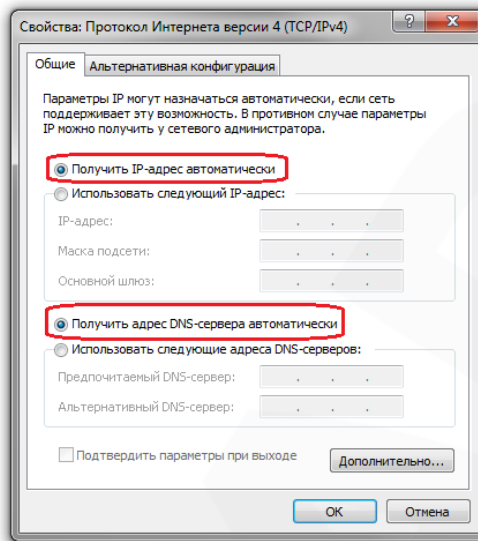 Свойства: Протокол Интернета версии 4 (TCP/IPv4)
Общие
Альтернативная конфигурация
Параметры IP могут назначаться автоматически, если сеть
поддерживает эту возможность. В противном случае параметры
IP можно получить у сетевого администратора.
Получить IP-адрес автоматически
Использовать следующий IP-адрес:
IP-адрес:
Маска подсети:
Основной шлюз:
Получить адрес DNS-сервера автоматически
Использовать следующие адреса DNS-серверов:
Предпочитаемый DNS-сервер:
Альтернативный DNS-сервер:
Подтвердить параметры при выходе
Дополнительно...
ОК
Отмена